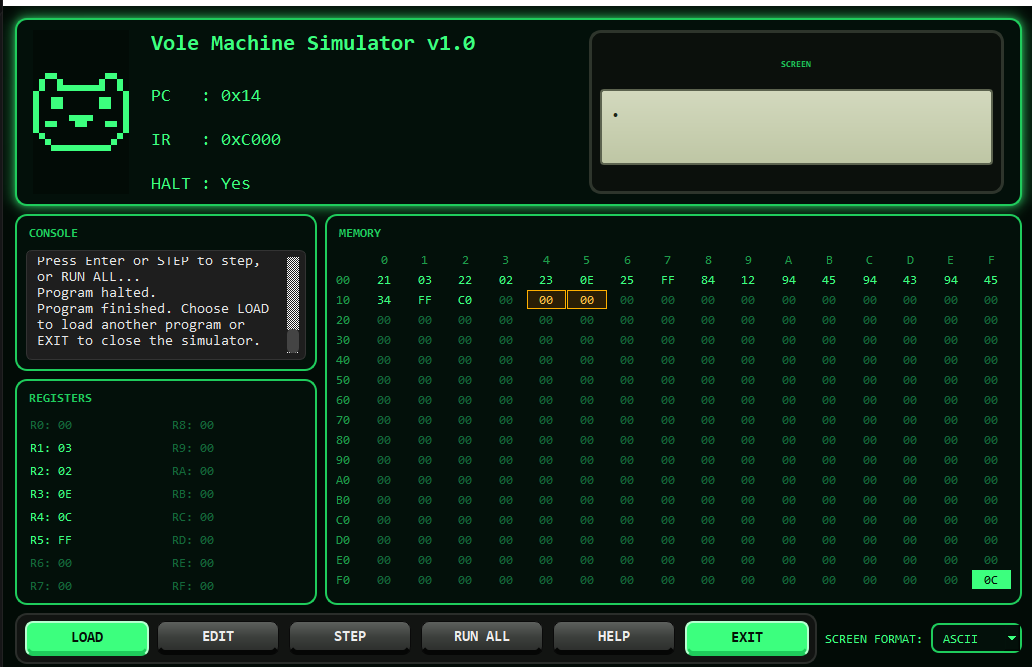 Vole Machine Simulator v1.0
PC : 0x14
IR : 0xC000
HALT : Yes
SCREEN
.
CONSOLE
Press Enter or STEP to step,
or RUN ALL...
Program halted.
Program finished. Choose LOAD
to load another program or
EXIT to close the simulator.
REGISTERS
R0: 00 R8: 00
R1: 03 R9: 00
R2: 02 RA: 00
R3: 0E RB: 00
R4: 0C RC: 00
R5: FF RD: 00
R6: 00 RE: 00
R7: 00 RF: 00
MEMORY
0 1 2 3 4 5 6 7 8 9 A B C D E F
00 21 03 22 02 23 0E 25 FF 84 12 94 45 94 43 94 45
10 34 FF C0 00 00 00 00 00 00 00 00 00 00 00 00 00
20 00 00 00 00 00 00 00 00 00 00 00 00 00 00 00 00
30 00 00 00 00 00 00 00 00 00 00 00 00 00 00 00 00
40 00 00 00 00 00 00 00 00 00 00 00 00 00 00 00 00
50 00 00 00 00 00 00 00 00 00 00 00 00 00 00 00 00
60 00 00 00 00 00 00 00 00 00 00 00 00 00 00 00 00
70 00 00 00 00 00 00 00 00 00 00 00 00 00 00 00 00
80 00 00 00 00 00 00 00 00 00 00 00 00 00 00 00 00
90 00 00 00 00 00 00 00 00 00 00 00 00 00 00 00 00
A0 00 00 00 00 00 00 00 00 00 00 00 00 00 00 00 00
B0 00 00 00 00 00 00 00 00 00 00 00 00 00 00 00 00
C0 00 00 00 00 00 00 00 00 00 00 00 00 00 00 00 00
D0 00 00 00 00 00 00 00 00 00 00 00 00 00 00 00 00
E0 00 00 00 00 00 00 00 00 00 00 00 00 00 00 00 00
F0 00 00 00 00 00 00 00 00 00 00 00 00 00 00 00 0C
LOAD EDIT STEP RUN ALL HELP EXIT SCREEN FORMAT: ASCII